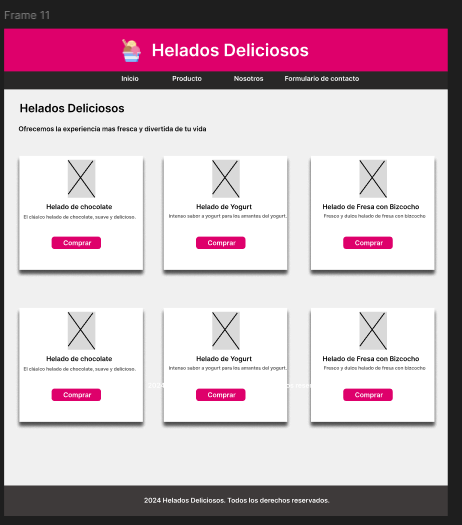 Frame 11
Helados Deliciosos
Inicio Producto Nosotros Formulario de contacto
Helados Deliciosos
Ofrecemos la experiencia mas fresca y divertida de tu vida
Helado de chocolate Helado de Yogurt Helado de Fresa con Bizcocho
El clásico helado de chocolate, suave y delicioso. Intenso sabor a yogurt para los amantes del yogurt. Fresco y dulce helado de fresa con bizcocho
Comprar Comprar Comprar
Helado de chocolate Helado de Yogurt Helado de Fresa con Bizcocho
El clásico helado de chocolate, suave y delicioso. Intenso sabor a yogurt para los amantes del yogurt. Fresco y dulce helado de fresa con bizcocho
2024
Comprar Comprar Comprar
2024 Helados Deliciosos. Todos los derechos reservados.